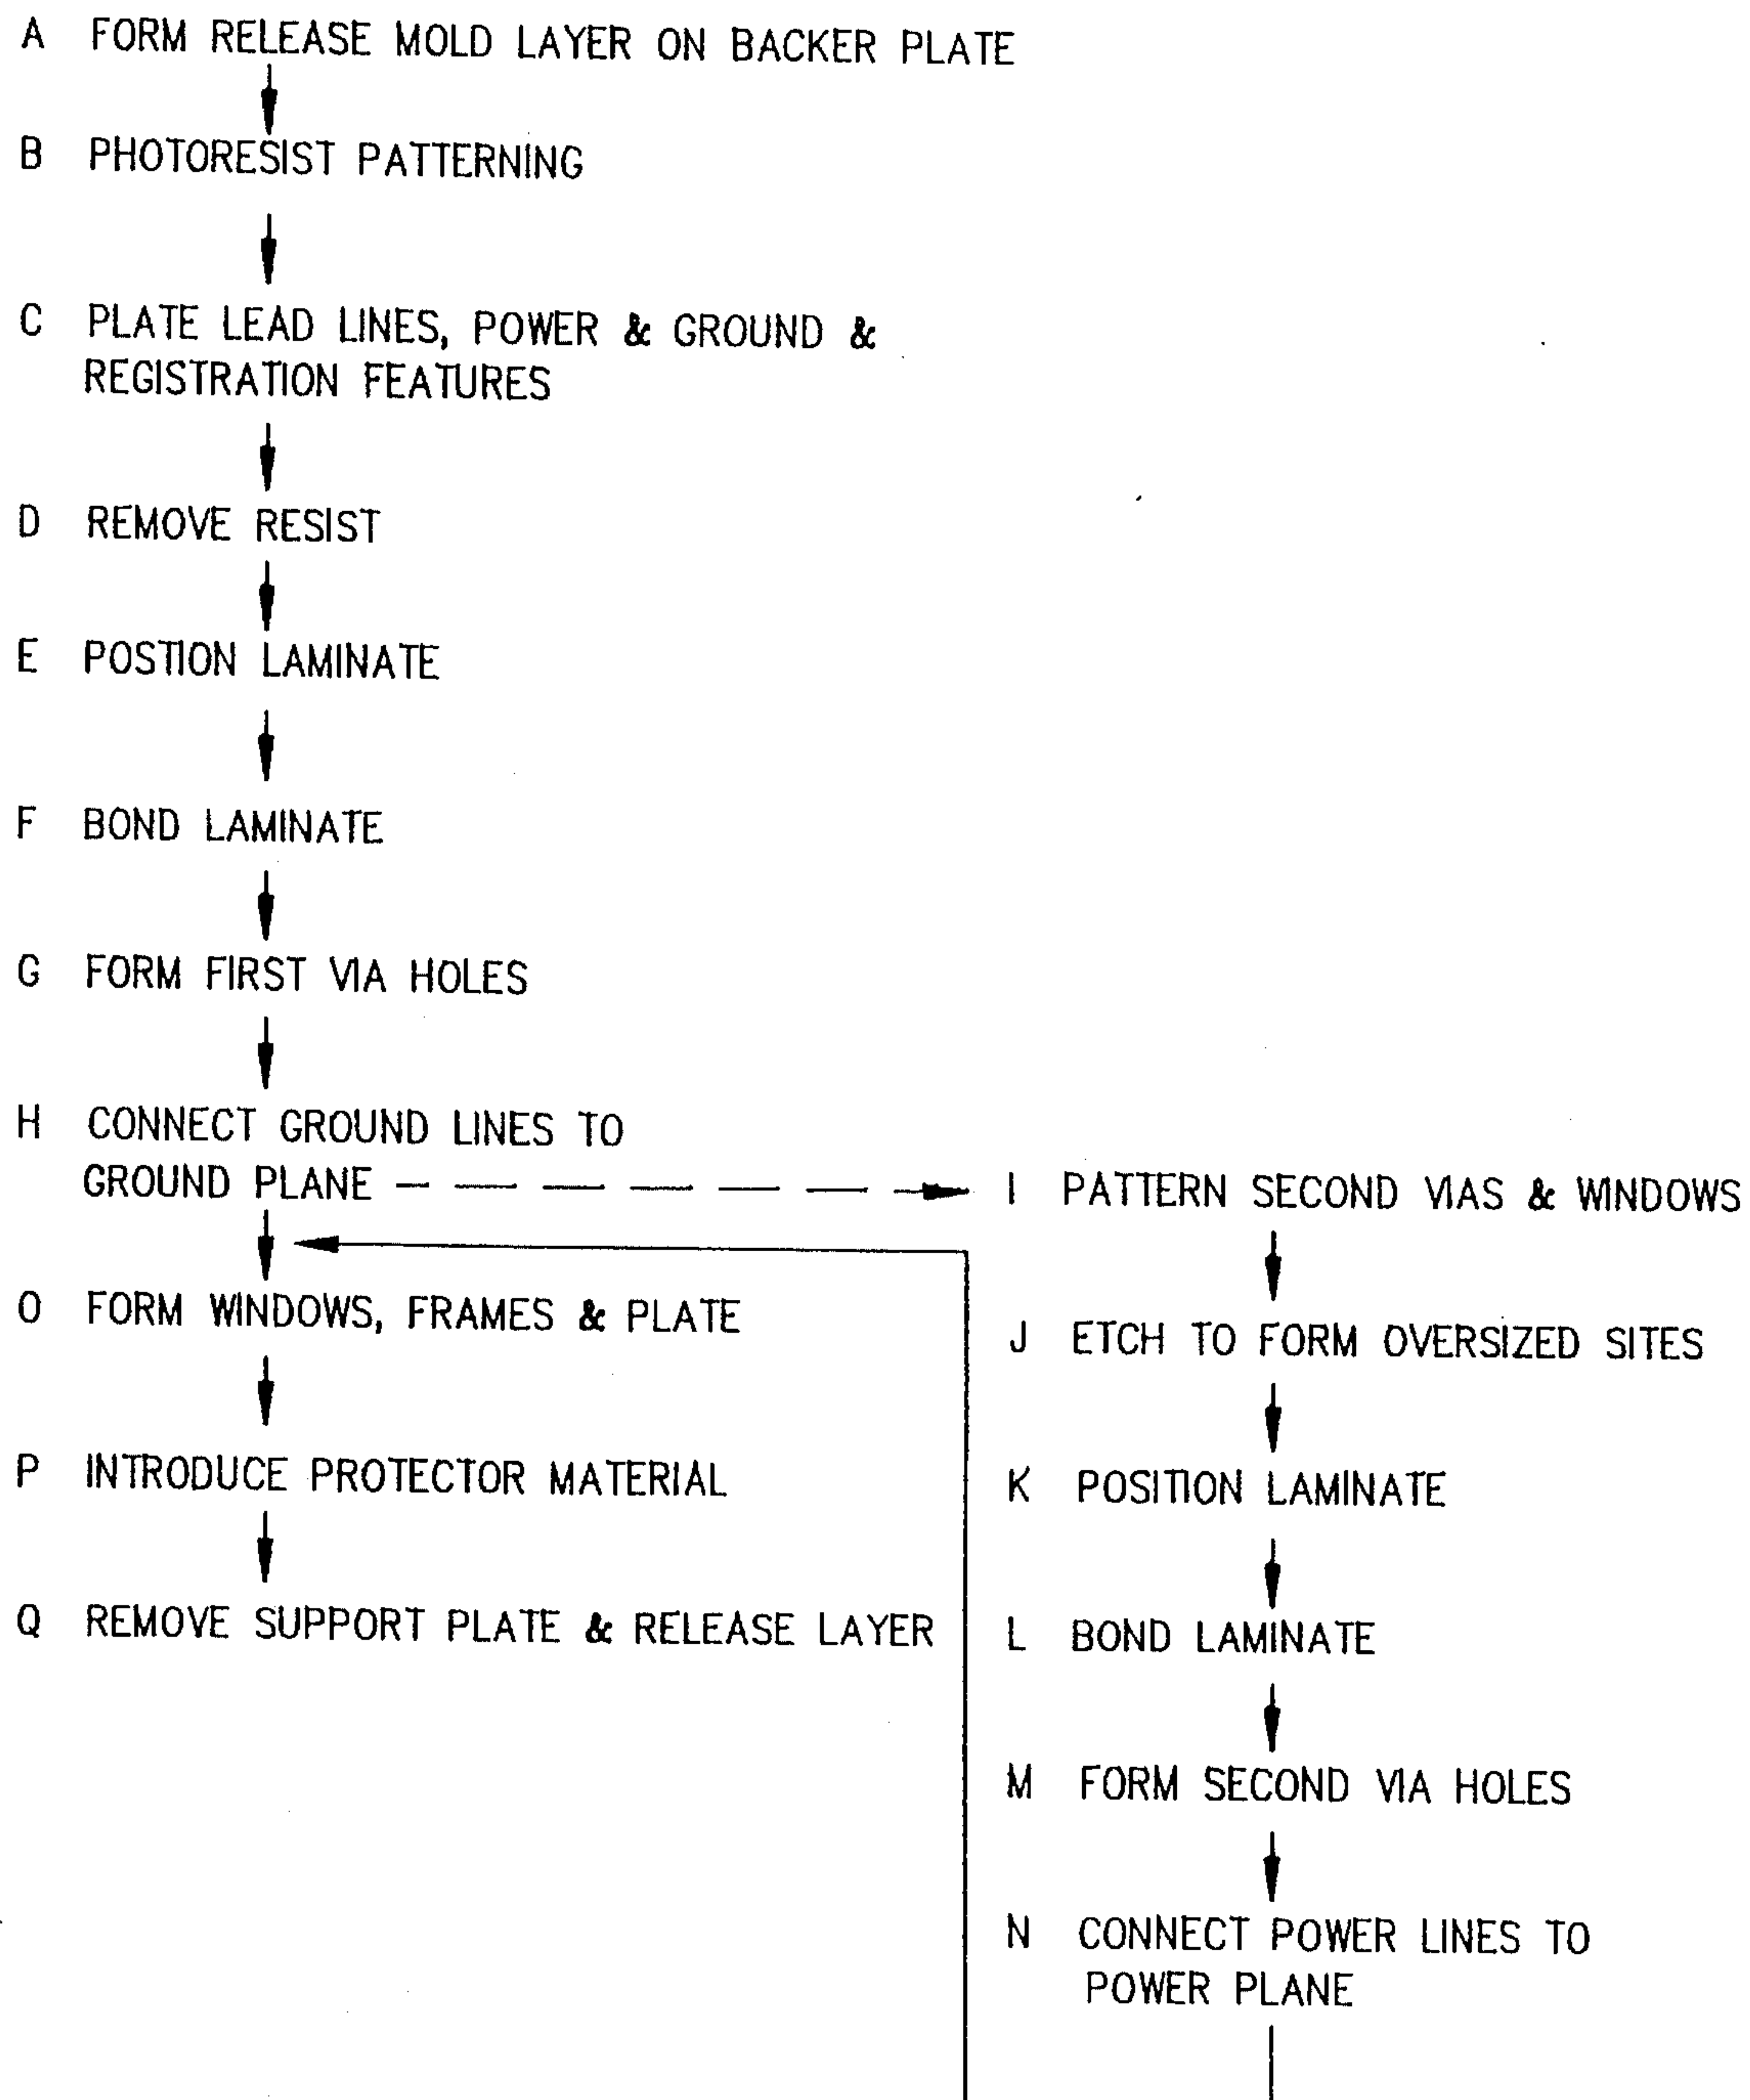 A FORM RELEASE MOLD LAYER ON BACKER PLATE
B PHOTORESIST PATTERNING
C PLATE LEAD LINES, POWER & GROUND &
REGISTRATION FEATURES
D REMOVE RESIST
E POSTION LAMINATE
F BOND LAMINATE
G FORM FIRST VIA HOLES
H CONNECT GROUND LINES TO
GROUND PLANE
I PATTERN SECOND VIAS & WINDOWS
J ETCH TO FORM OVERSIZED SITES
K POSITION LAMINATE
L BOND LAMINATE
M FORM SECOND VIA HOLES
N CONNECT POWER LINES TO
POWER PLANE
O FORM WINDOWS, FRAMES & PLATE
P INTRODUCE PROTECTOR MATERIAL
Q REMOVE SUPPORT PLATE & RELEASE LAYER